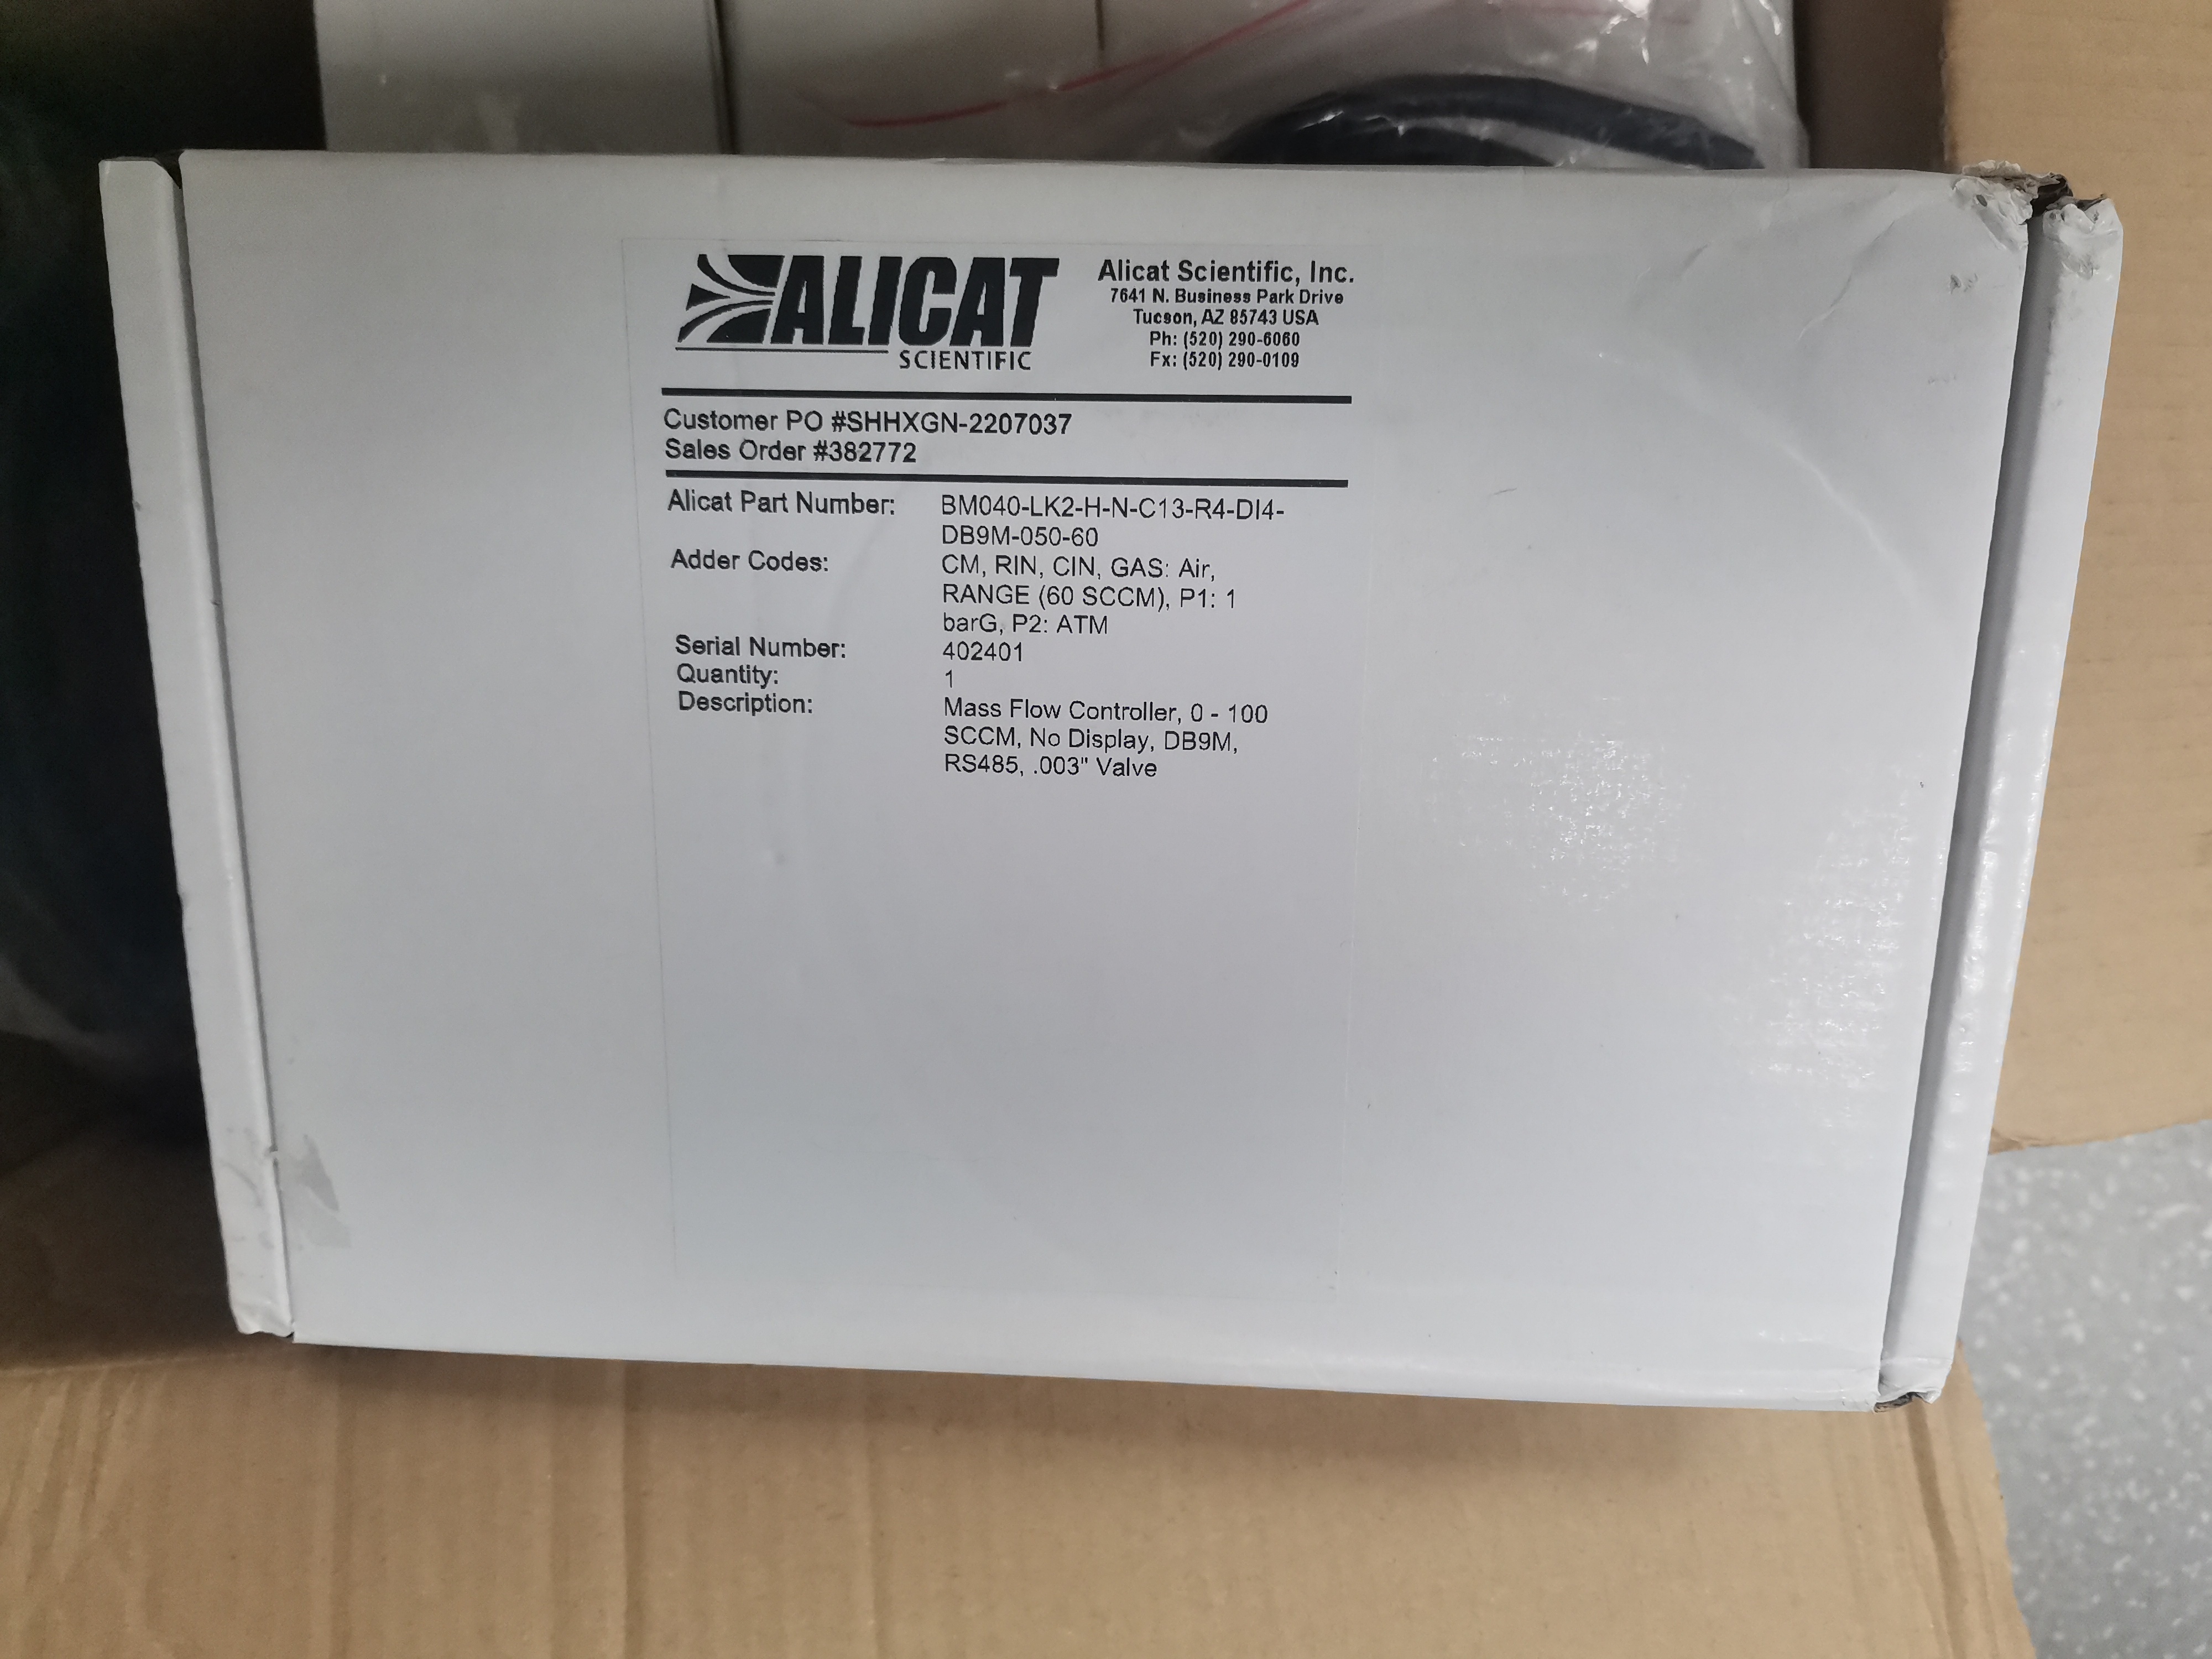 ALICAT
SCIENTIFIC
Alicat Scientific, Inc.
7641 N. Business Park Drive
Tucson, AZ 85743 USA
Ph: (520) 290-6060
Fx: (520) 290-0109
Customer PO #SHHXGN-2207037
Sales Order #382772
Alicat Part Number: BM040-LK2-H-N-C13-R4-DI4-
DB9M-050-60
Adder Codes: CM, RIN, CIN, GAS: Air,
RANGE (60 SCCM), P1: 1
barG, P2: ATM
Serial Number: 402401
Quantity: 1
Description: Mass Flow Controller, 0 - 100
SCCM, No Display, DB9M,
RS485, .003" Valve